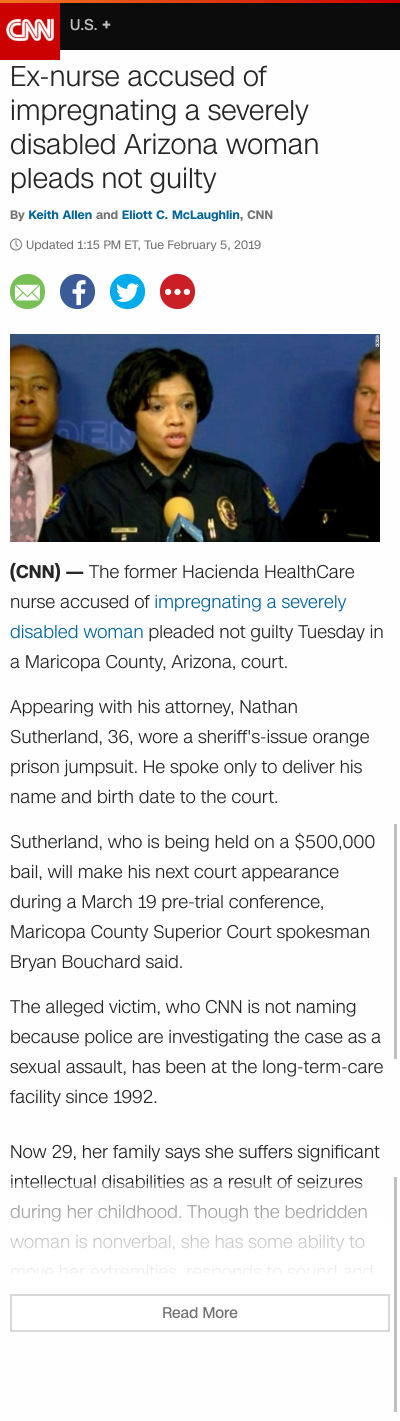 CNN
U.S. +
Ex-nurse accused of
impregnating a severely
disabled Arizona woman
pleads not guilty
By Keith Allen and Eliott C. McLaughlin, CNN
Updated 1:15 PM ET, Tue February 5, 2019
(CNN) — The former Hacienda HealthCare
nurse accused of impregnating a severely
disabled woman pleaded not guilty Tuesday in
a Maricopa County, Arizona, court.
Appearing with his attorney, Nathan
Sutherland, 36, wore a sheriff's-issue orange
prison jumpsuit. He spoke only to deliver his
name and birth date to the court.
Sutherland, who is being held on a $500,000
bail, will make his next court appearance
during a March 19 pre-trial conference,
Maricopa County Superior Court spokesman
Bryan Bouchard said.
The alleged victim, who CNN is not naming
because police are investigating the case as a
sexual assault, has been at the long-term-care
facility since 1992.
Now 29, her family says she suffers significant
intellectual disabilities as a result of seizures
during her childhood. Though the bedridden
woman is nonverbal, she has some ability to
move her extremities, responds to sound and
Read More